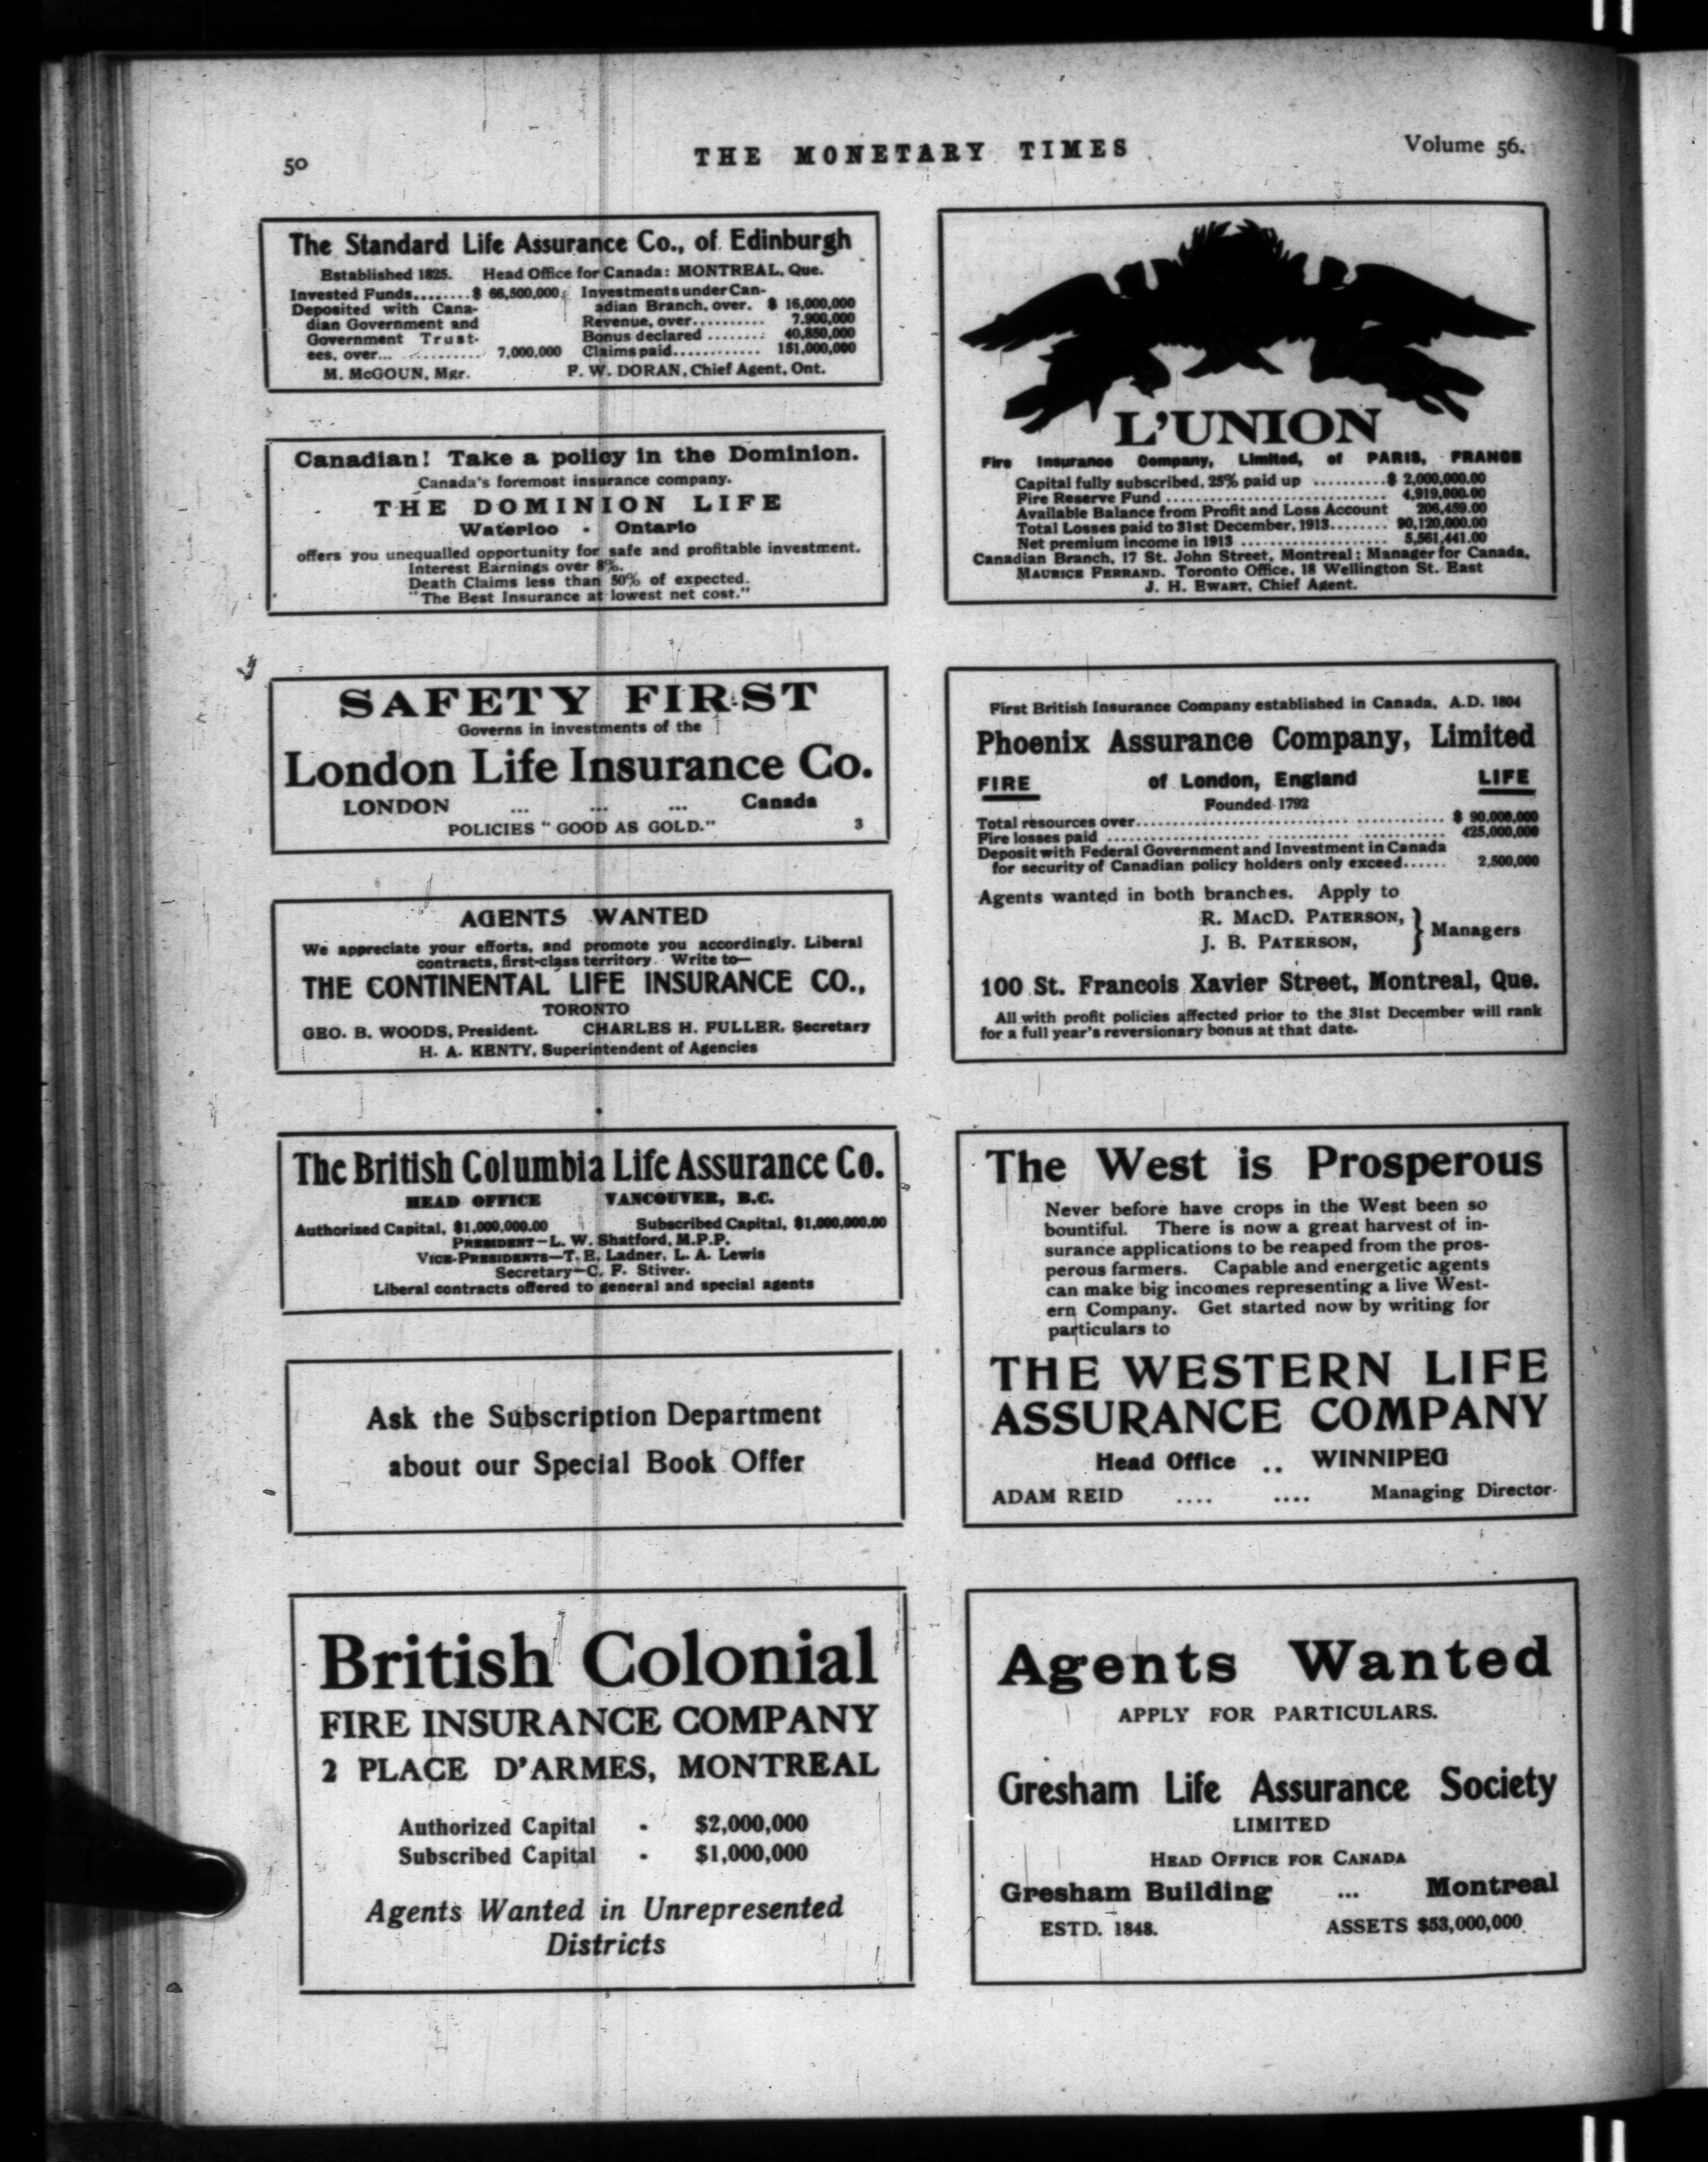 50
THE MONETARY TIMES
Volume 56.
The Standard Life Assurance Co., of Edinburgh
Established 1825. Head Office for Canada: MONTREAL, Que.
Invested Funds........$ 66,500,000
Deposited with Cana-
dian Government and
Government Trust-
ees, over... .......... 7,000,000
Investments under Can-
adian Branch, over. $ 16,000,000
Revenue, over.......... 7,900,000
Bonus declared ........ 40,850,000
Claims paid............ 151,000,000
M. McGOUN, Mgr. F. W. DORAN, Chief Agent, Ont.
Canadian! Take a policy in the Dominion.
Canada's foremost insurance company.
THE DOMINION LIFE
Waterloo - Ontario
offers you unequalled opportunity for safe and profitable investment.
Interest Earnings over 8%.
Death Claims less than 50% of expected.
"The Best Insurance at lowest net cost."
SAFETY FIRST
Governs in investments of the
London Life Insurance Co.
LONDON ... ... ... Canada
POLICIES "GOOD AS GOLD." 3
AGENTS WANTED
We appreciate your efforts, and promote you accordingly. Liberal
contracts, first-class territory. Write to—
THE CONTINENTAL LIFE INSURANCE CO.,
TORONTO
GEO. B. WOODS, President. CHARLES H. FULLER, Secretary
H. A. KENTY, Superintendent of Agencies
The British Columbia Life Assurance Co.
HEAD OFFICE VANCOUVER, B.C.
Authorized Capital, $1,000,000.00 Subscribed Capital, $1,000,000.00
PRESIDENT—L. W. Shatford, M.P.P.
VICE-PRESIDENTS—T. E. Ladner, L. A. Lewis
Secretary—C. F. Stiver.
Liberal contracts offered to general and special agents
Ask the Subscription Department
about our Special Book Offer
British Colonial
FIRE INSURANCE COMPANY
2 PLACE D'ARMES, MONTREAL
Authorized Capital - $2,000,000
Subscribed Capital - $1,000,000
Agents Wanted in Unrepresented
Districts
L'UNION
Fire Insurance Company, Limited, of PARIS, FRANCE
Capital fully subscribed, 25% paid up ..........$ 2,000,000.00
Fire Reserve Fund .............................. 4,919,000.00
Available Balance from Profit and Loss Account 206,459.00
Total Losses paid to 31st December, 1913........ 90,120,000.00
Net premium income in 1913 .................... 5,561,441.00
Canadian Branch, 17 St. John Street, Montreal; Manager for Canada,
MAURICE FERRAND. Toronto Office, 18 Wellington St. East
J. H. EWART, Chief Agent.
First British Insurance Company established in Canada, A.D. 1804
Phoenix Assurance Company, Limited
FIRE of London, England LIFE
Founded 1792
Total resources over............................................ $ 90,000,000
Fire losses paid ................................................ 425,000,000
Deposit with Federal Government and Investment in Canada
for security of Canadian policy holders only exceed...... 2,500,000
Agents wanted in both branches. Apply to
R. MACD. PATERSON,
J. B. PATERSON, } Managers
100 St. Francois Xavier Street, Montreal, Que.
All with profit policies affected prior to the 31st December will rank
for a full year's reversionary bonus at that date.
The West is Prosperous
Never before have crops in the West been so
bountiful. There is now a great harvest of in-
surance applications to be reaped from the pros-
perous farmers. Capable and energetic agents
can make big incomes representing a live West-
ern Company. Get started now by writing for
particulars to
THE WESTERN LIFE
ASSURANCE COMPANY
Head Office .. WINNIPEG
ADAM REID .... .... Managing Director
Agents Wanted
APPLY FOR PARTICULARS.
Gresham Life Assurance Society
LIMITED
HEAD OFFICE FOR CANADA
Gresham Building ... Montreal
ESTD. 1848. ASSETS $53,000,000